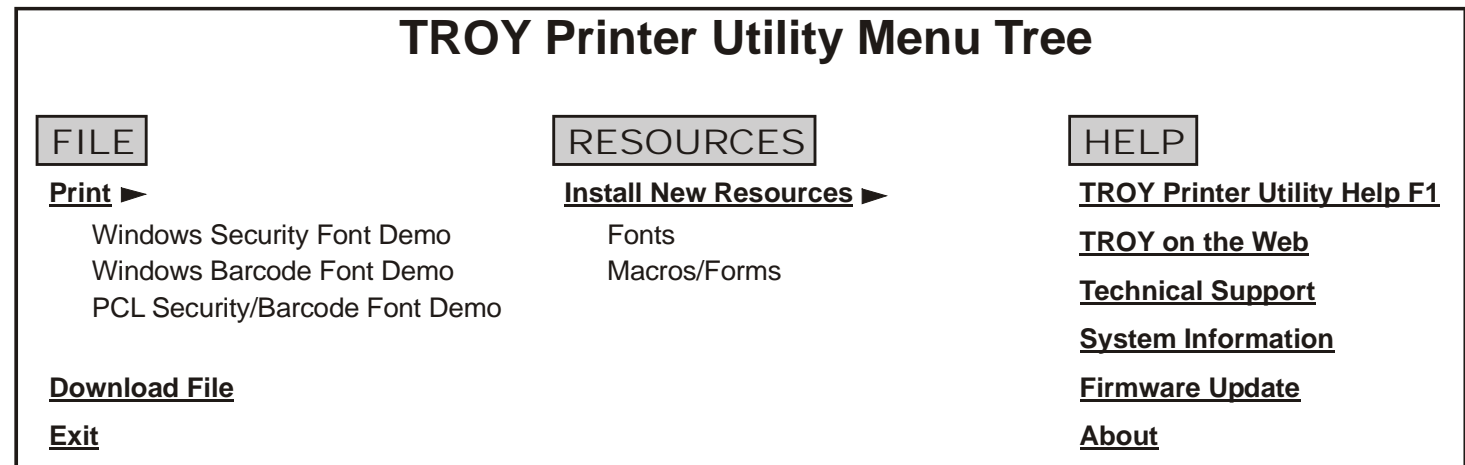 TROY Printer Utility Menu Tree
FILE
Print
Windows Security Font Demo
Windows Barcode Font Demo
PCL Security/Barcode Font Demo
Download File
Exit
RESOURCES
Install New Resources
Fonts
Macros/Forms
HELP
TROY Printer Utility Help F1
TROY on the Web
Technical Support
System Information
Firmware Update
About